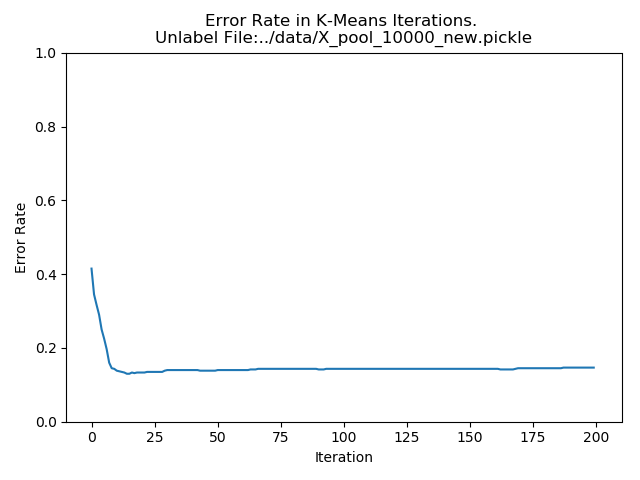 Error Rate in K-Means Iterations.
Unlabel File:../data/X_pool_10000_new.pickle
1.0
0.8
0.6
0.4
0.2
0.0
Error Rate
0 25 50 75 100 125 150 175 200
Iteration